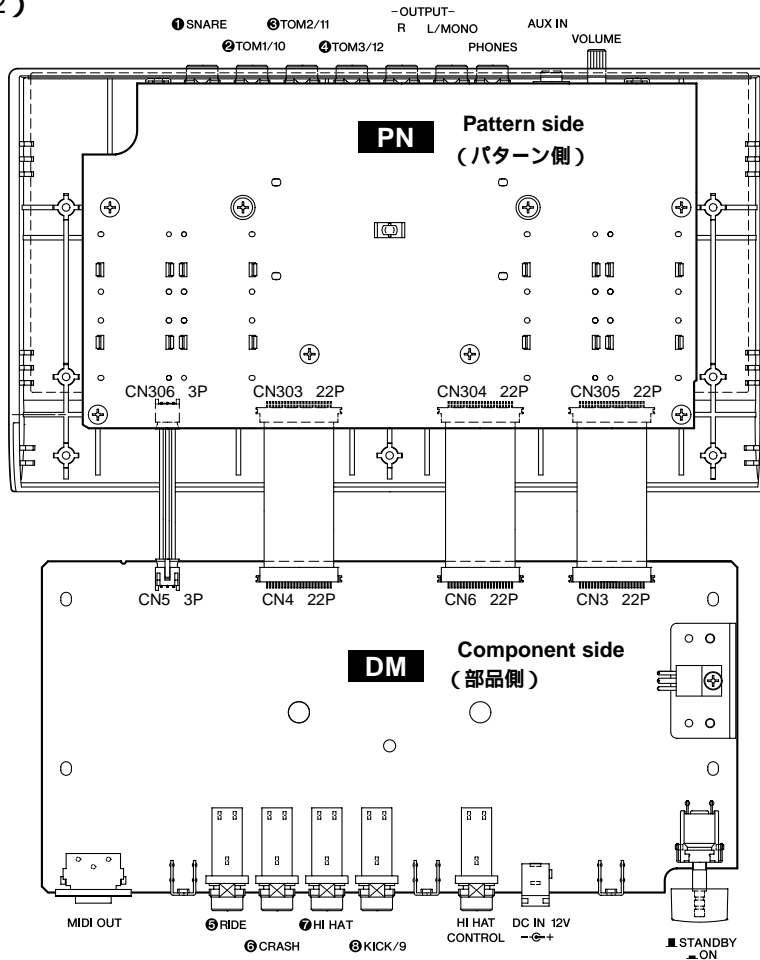 2)
-OUTPUT-
❶SNARE ❸TOM2/11 R L/MONO AUX IN
❷TOM1/10 ❹TOM3/12 PHONES VOLUME
PN Pattern side
(パターン側)
CN306 3P CN303 22P CN304 22P CN305 22P
CN5 3P CN4 22P CN6 22P CN3 22P
DM Component side
(部品側)
MIDI OUT ❺RIDE ❼HI HAT HI HAT DC IN 12V
❻CRASH ❽KICK/9 CONTROL STANDBY
ON